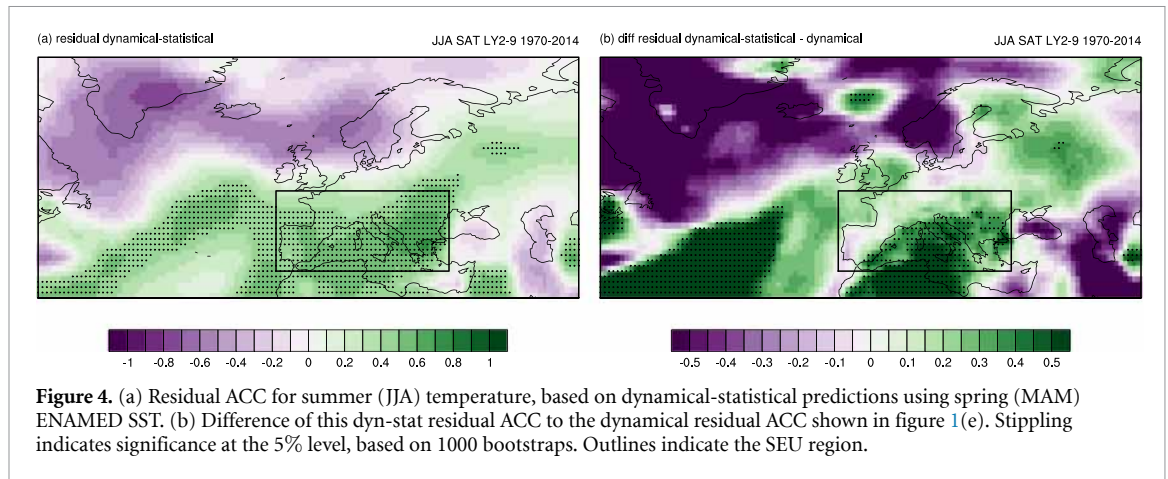 (a) residual dynamical-statistical JJA SAT LY2-9 1970-2014
(b) diff residual dynamical-statistical - dynamical JJA SAT LY2-9 1970-2014
-1 -0.8 -0.6 -0.4 -0.2 0 0.2 0.4 0.6 0.8 1
-0.5 -0.4 -0.3 -0.2 -0.1 0 0.1 0.2 0.3 0.4 0.5
Figure 4. (a) Residual ACC for summer (JJA) temperature, based on dynamical-statistical predictions using spring (MAM)
ENAMED SST. (b) Difference of this dyn-stat residual ACC to the dynamical residual ACC shown in figure 1(e). Stippling
indicates significance at the 5% level, based on 1000 bootstraps. Outlines indicate the SEU region.